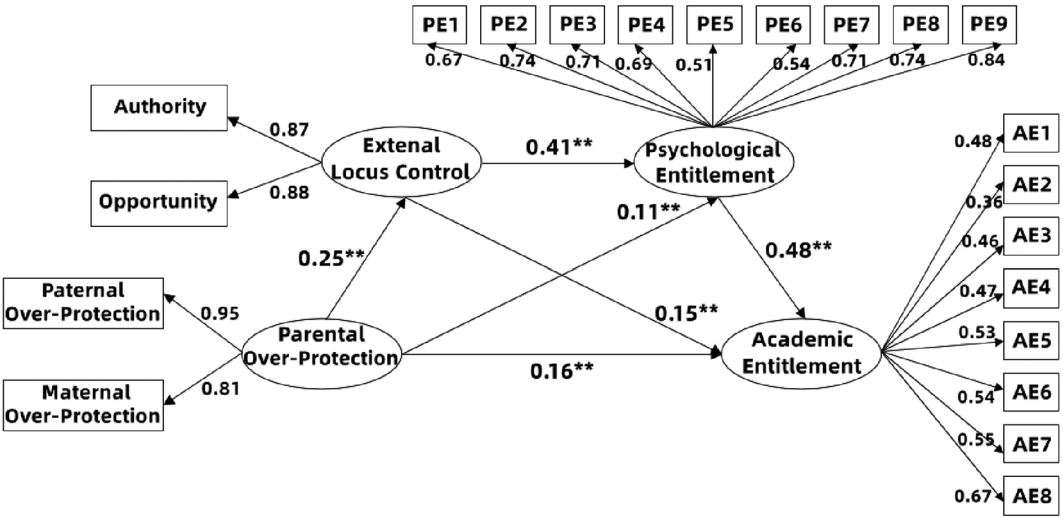 PE1 PE2 PE3 PE4 PE5 PE6 PE7 PE8 PE9
0.67 0.74 0.71 0.69 0.51 0.54 0.71 0.74 0.84
Authority
0.87
Extenal
Locus Control
0.41**
Psychological
Entitlement
0.88
Opportunity
0.48
AE1
0.36
AE2
0.46
AE3
0.47
AE4
0.53
AE5
0.54
AE6
0.55
AE7
0.67
AE8
0.25**
0.11**
0.48**
Paternal
Over-Protection
0.95
Parental
Over-Protection
0.15**
0.16**
Academic
Entitlement
0.81
Maternal
Over-Protection